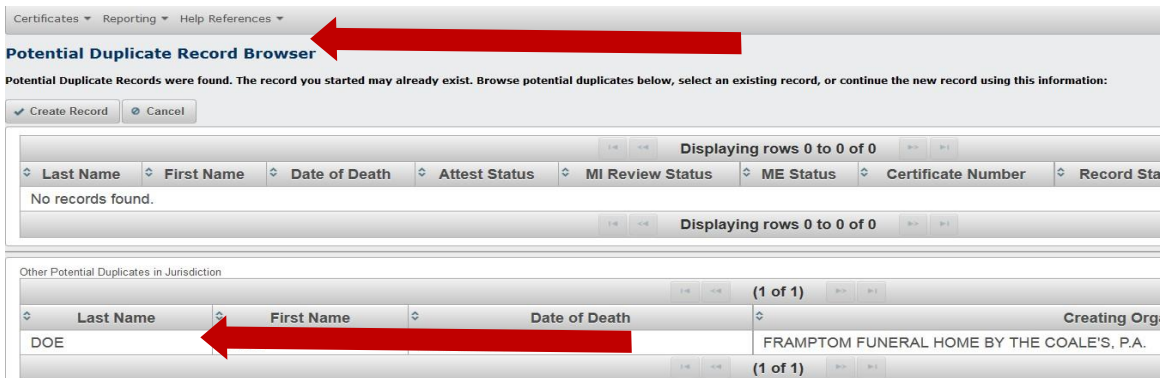 Certificates Reporting Help References
Potential Duplicate Record Browser
Potential Duplicate Records were found. The record you started may already exist. Browse potential duplicates below, select an existing record, or continue the new record using this information:
Create Record Cancel
Displaying rows 0 to 0 of 0
Last Name First Name Date of Death Attest Status MI Review Status ME Status Certificate Number Record Sta
No records found.
Displaying rows 0 to 0 of 0
Other Potential Duplicates in Jurisdiction
(1 of 1)
Last Name First Name Date of Death Creating Orga
DOE FRAMPTOM FUNERAL HOME BY THE COALE'S, P.A.
(1 of 1)